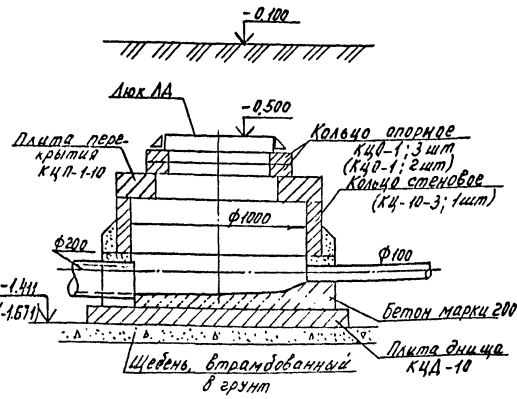 -0,100
Люк ЛА
-0,500
Плита пере-
крытия
КЦП-1-10
Кольцо опорное
КЦО-1; 3 шт
(КЦО-1; 2 шт)
Кольцо стеновое
(КЦ-10-3; 1 шт)
ф1000
ф200
ф100
-1.411
(-1.671)
Бетон марки 200
Плита днища
КЦД-10
Щебень, втрамбованный
в грунт